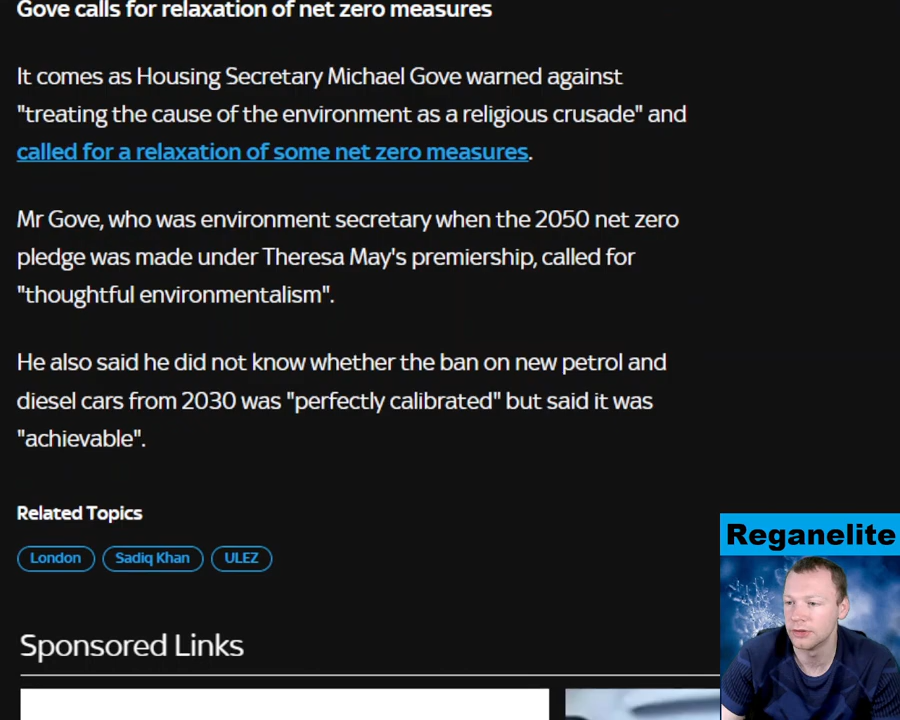 Gove calls for relaxation of net zero measures
It comes as Housing Secretary Michael Gove warned against
"treating the cause of the environment as a religious crusade" and
called for a relaxation of some net zero measures.
Mr Gove, who was environment secretary when the 2050 net zero
pledge was made under Theresa May's premiership, called for
"thoughtful environmentalism".
He also said he did not know whether the ban on new petrol and
diesel cars from 2030 was "perfectly calibrated" but said it was
"achievable".
Related Topics
London Sadiq Khan ULEZ
Reganelite
Sponsored Links